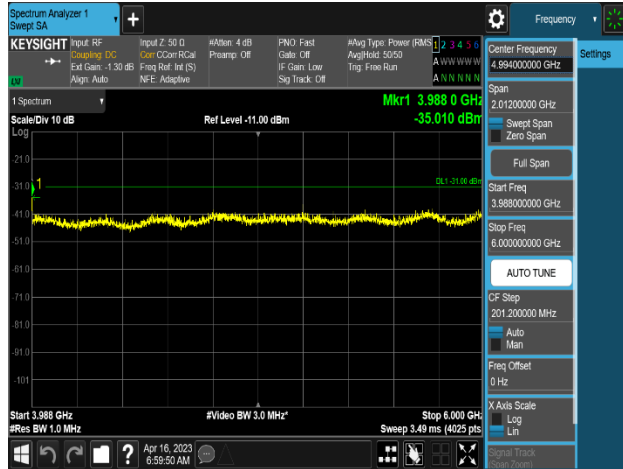 Spectrum Analyzer 1
Swept SA
Frequency
KEYSIGHT
Input: RF
Coupling: DC
Ext Gain: -1.30 dB
Align: Auto
Input Z: 50 Ω
Corr CCorr RCal
Freq Ref: Int (S)
NFE: Adaptive
#Atten: 4 dB
Preamp: Off
PNO: Fast
Gate: Off
IF Gain: Low
Sig Track: Off
#Avg Type: Power (RMS
Avg|Hold: 50/50
Trig: Free Run
1 2 3 4 5 6
A W W W W W
A N N N N N
LXI
1 Spectrum
Mkr1 3.988 0 GHz
Scale/Div 10 dB
Ref Level -11.00 dBm
-35.010 dBm
Log
-21.0
-31.0
-41.0
-51.0
-61.0
-71.0
-81.0
-91.0
-101
1
DL1 -31.00 dBm
Start 3.988 GHz
#Video BW 3.0 MHz*
Stop 6.000 GHz
#Res BW 1.0 MHz
Sweep 3.49 ms (4025 pts
Apr 16, 2023
6:59:50 AM
?
Center Frequency
4.994000000 GHz
Settings
Span
2.01200000 GHz
Swept Span
Zero Span
Full Span
Start Freq
3.988000000 GHz
Stop Freq
6.000000000 GHz
AUTO TUNE
CF Step
201.200000 MHz
Auto
Man
Freq Offset
0 Hz
X Axis Scale
Log
Lin
Signal Track
(Span Zoom)